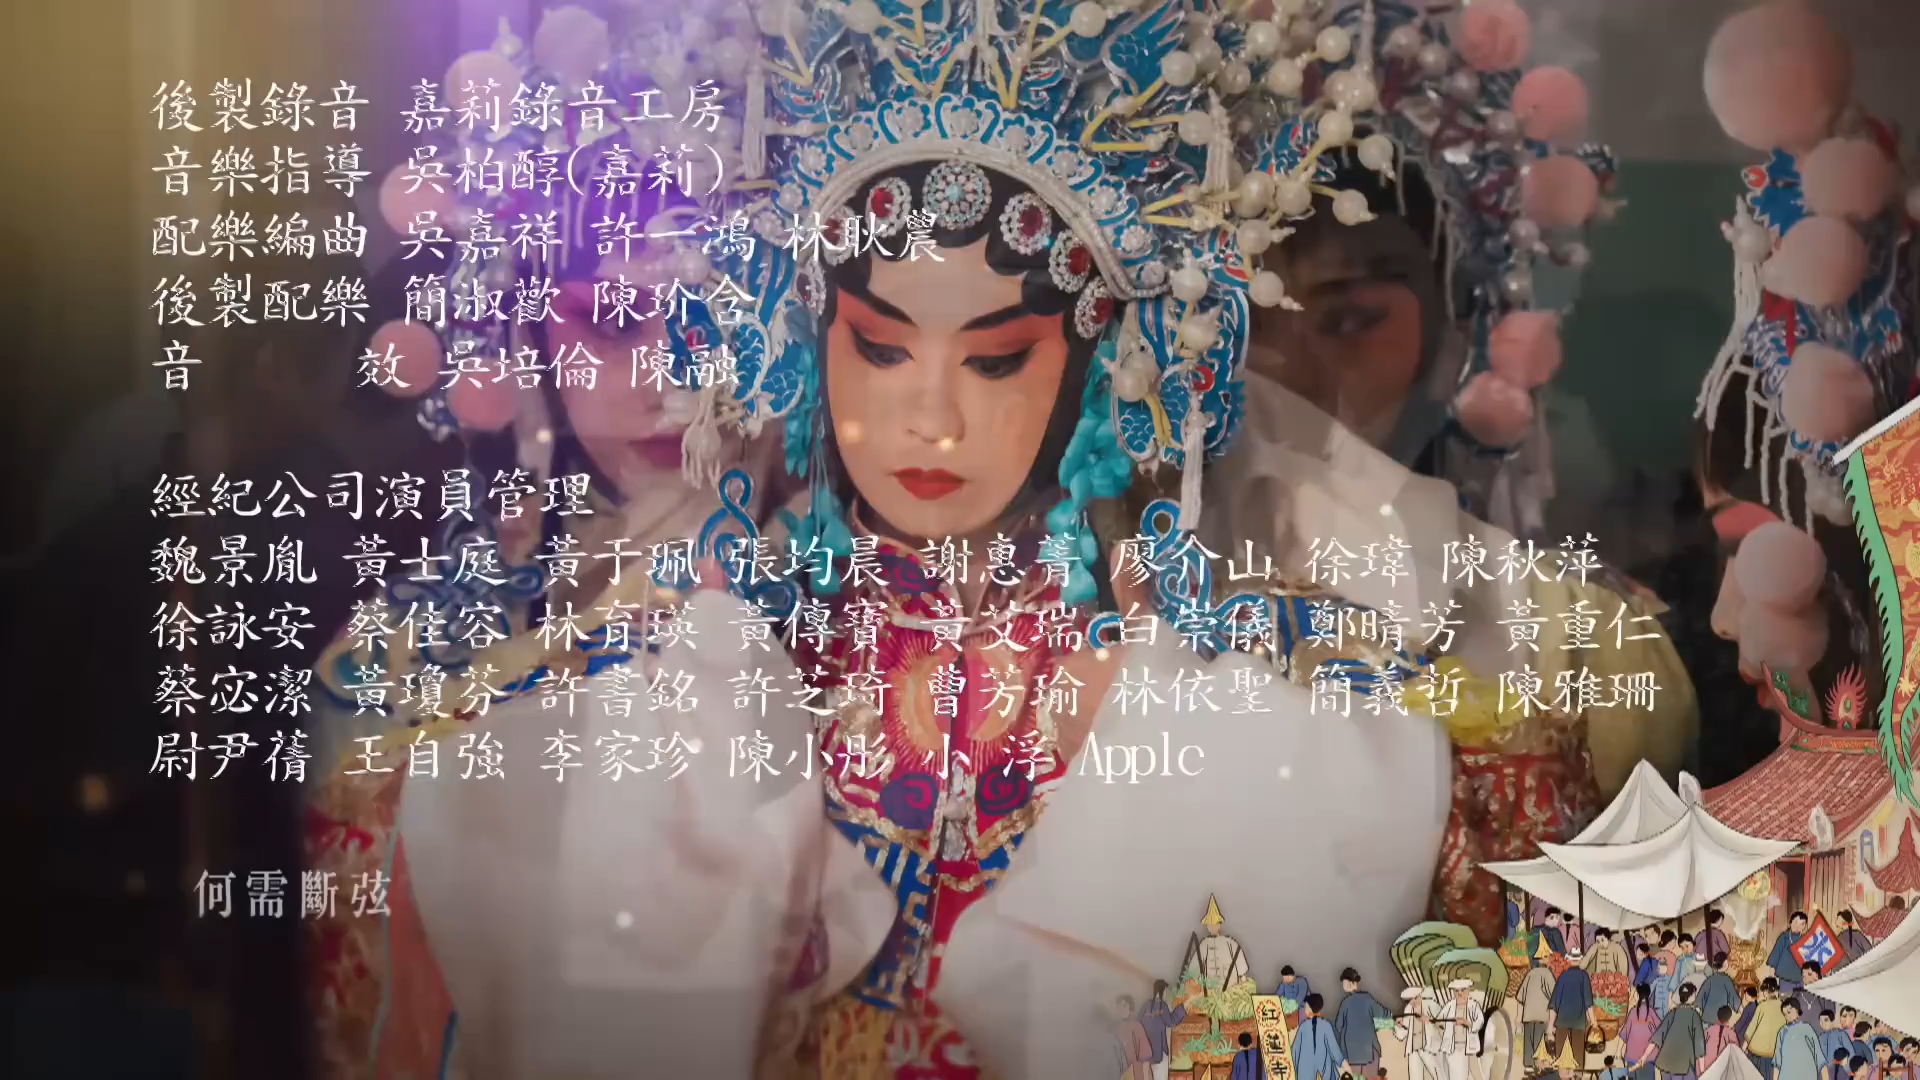 後製錄音 嘉莉錄音工房
音樂指導 吳柏醇(嘉莉)
配樂編曲 吳嘉祥 許一鴻 林耿農
後製配樂 簡淑歡 陳玠含
音 效 吳培倫 陳融
經紀公司演員管理
魏景胤 黃士庭 黃于珮 張均晨 謝惠菁 廖介山 徐瑋 陳秋萍
徐詠安 蔡佳容 林育瑛 黃傳寶 黃艾瑞 白崇儀 鄭晴芳 黃重仁
蔡宓潔 黃瓊芬 許書銘 許芝琦 曹芳瑜 林依聖 簡義哲 陳雅珊
尉尹蒨 王自強 李家珍 陳小彤 小 浮 Apple
何需斷弦
紅蓮寺